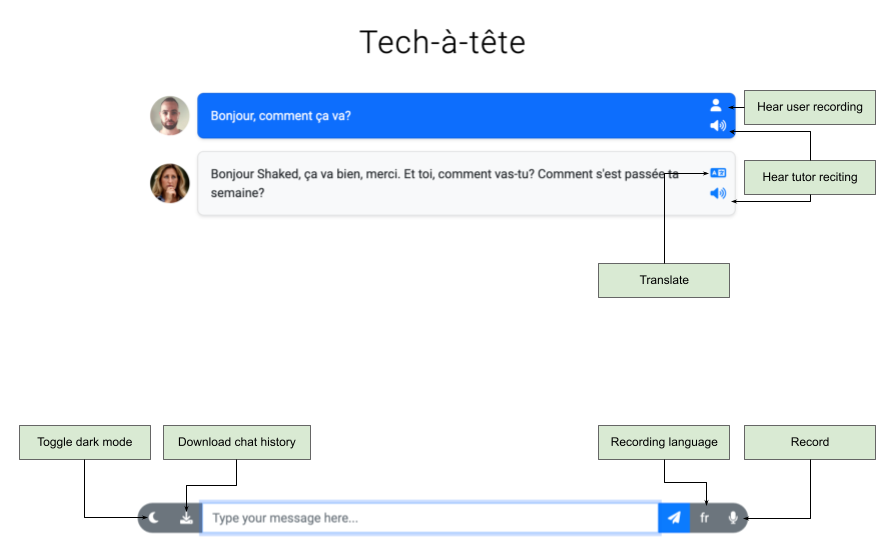 Tech-à-tête
Bonjour, comment ça va?
Hear user recording
Bonjour Shaked, ça va bien, merci. Et toi, comment vas-tu? Comment s'est passée ta
semaine?
Hear tutor reciting
Translate
Toggle dark mode
Download chat history
Recording language
Record
Type your message here...
fr